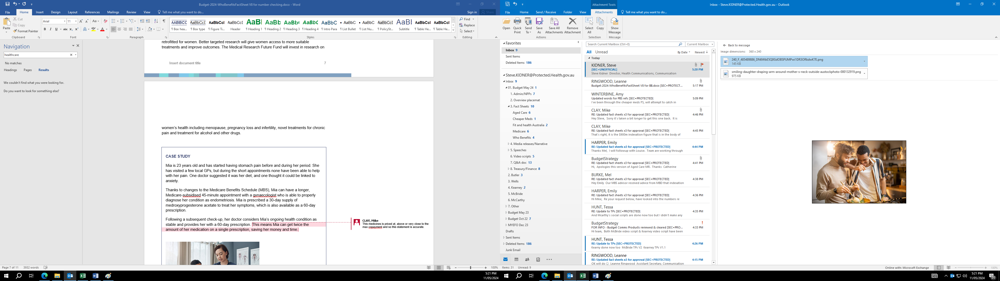 Budget-2024-WhoBenefitsFactSheet V8 for number checking.docx - Word
File Home Insert Design Layout References Mailings Review View Tell me what you want to do... Sign in Share
Paste
Cut
Copy
Format Painter
Clipboard
Arial 11
Font
Paragraph
AABBCC AABBCCI AaBbCcI AaBbCcD AaBl AaBb AaBb( AaBbC AaBbC • AaBbC • AaBbC AaBbCcD AaBl AaBbCcI AaBbCcI
¶ Box hea... ¶ Box type ¶ Figure Ti... Header ¶ Heading 1 ¶ Heading 2 ¶ Heading 3 ¶ Heading 4 ¶ Intro Para ¶ List Bullet ¶ List Nu... ¶ PolicySt... Subtitle ¶ Table He... ¶ Table He...
Styles
Find
Replace
Select
Editing
Navigation
healthcare
No matches
Headings Pages Results
We couldn't find what you were looking for.
Do you want to look for something else?
retrofitted for women. Better targeted research will give women access to more suitable
treatments and improve outcomes. The Medical Research Future Fund will invest in research on
Insert document title 7
women's health including menopause, pregnancy loss and infertility, novel treatments for chronic
pain and treatment for alcohol and other drugs.
CASE STUDY
Mia is 23 years old and has started having stomach pain before and during her period. She
has visited a few local GPs, but during the short appointments none have been able to help
with her pain. One doctor suggested it was her diet, and one thought it could be linked to
anxiety.
Thanks to changes to the Medicare Benefits Schedule (MBS), Mia can have a longer,
Medicare-subsidised 45-minute appointment with a gynaecologist who is able to properly
diagnose her condition as endometriosis. Mia is prescribed a 30-day supply of
medroxyprogesterone acetate to treat her symptoms, which is also available as a 60-day
prescription.
Following a subsequent check-up, her doctor considers Mia's ongoing health condition as
stable and provides her with a 60-day prescription. This means Mia can get twice the
amount of her medication on a single prescription, saving her money and time.
CLAY, Mike
This medicines is priced at, above or very close to the
max copayment and so this statement is accurate.
Page 7 of 11 3932 words
100%
5:21 PM
11/05/2024
Attachment Tools
Inbox - Steve.KIDNER@Protected.Health.gov.au - Outlook
File Home Send / Receive Folder View Attachments Tell me what you want to do...
Open
Quick Print
Send To
Save As
Save All Attachments
Remove Attachment
Select All
Copy
Show Message
Actions Selection Message
Favorites
Inbox 9
Sent Items
Deleted Items 186
Steve.KIDNER@Protected.Health.gov.au
Inbox 9
01. Budget May 24 1
1. Admin/NPPs 7
2. Overview placemat
3. Fact Sheets 10
Aged Care 6
Cheaper Meds 1
Fit and health Australia 2
Medicare 6
Who Benefits 4
4. Media releases/Narrative
5. Speeches
6. Video scripts 5
7. Q&A doc 13
8. Treasury/Finance 8
2. Butler 3
3. Wells
4. Kearney 2
5. McBride
6. McCarthy
7. Other
Budget May 23
Budget Oct 22 7
MYEFO Dec 23
Drafts
Sent Items
Deleted Items 186
Junk Email
Search Current Mailbox (Ctrl+E) Current Mailbox
All Unread By Date Newest
Today
KIDNER, Steve
[SEC=UNOFFICIAL] 5:20 PM
Steve Kidner Director, Health Communications, Communication
RINGWOOD, Leanne
Budget-2024-WhoBenefitsFactSheet V8 for BB.docx [SEC=PROTECT... 5:17 PM
WINTERBINE, Amy
Updated words for PBS refs [SEC=PROTECTED] 5:09 PM
I've been through the cheaper meds FS, will attempt to catch in
CLAY, Mike
RE: Updated fact sheets x3 for approval [SEC=PROTECTED] 4:46 PM
Hey Steve, Sorry it's taken a bit longer to get this one back. It is
CLAY, Mike
RE: Updated fact sheets x3 for approval [SEC=PROTECTED] 4:45 PM
That's right, it is the $900m indexation figure that is in the body of
HARPER, Emily
RE: Updated fact sheets x3 for approval [SEC=PROTECTED] 4:44 PM
Thanks Mel, I will followup with Louise. Team are working through
BudgetStrategy
RE: Updated fact sheets x3 for approval [SEC=PROTECTED] 4:41 PM
Hi, Apologies this version of Aged Care MR. Thanks Catherine
BURKE, Mel
RE: Updated fact sheets x3 for approval [SEC=PROTECTED] 4:38 PM
Hey Emily Our MBS advisor received advice from MBD that indexation
HARPER, Emily
RE: Updated fact sheets x3 for approval [SEC=PROTECTED] 4:36 PM
Hi Mike, Re your request below, have looked into the numbers re
HUNT, Tessa
RE: Update to TPs [SEC=PROTECTED] 4:35 PM
And Mcarthy's social scripts are done now too but I didn't make any
BudgetStrategy
FOR INFO - Budget Comms Products reviewed & cleared [SEC=PRO... 4:33 PM
Hi team, Both McBride video script & Kearney video script have been
HUNT, Tessa
RE: Update to TPs [SEC=PROTECTED] 4:26 PM
Kearny done now too McBride TPs V2 Kearney TPs V1.1
RINGWOOD, Leanne
RE: Updated fact sheets x3 for approval [SEC=PROTECTED] 4:15 PM
OK will do ☺ Leanne Ringwood Assistant Secretary, Communication
Back to message
Image dimensions: 360 x 240
240_F_485489886_DN6WbE5Q0GdOBSPUMPwi1DR3ORkdwK7E.png
145 KB
smiling-daughter-draping-arm-around-mother-s-neck-outside-austockphoto-000132919.png
975 KB
Items: 31 Unread: 9
Online with: Microsoft Exchange
100%
5:21 PM
11/05/2024
20